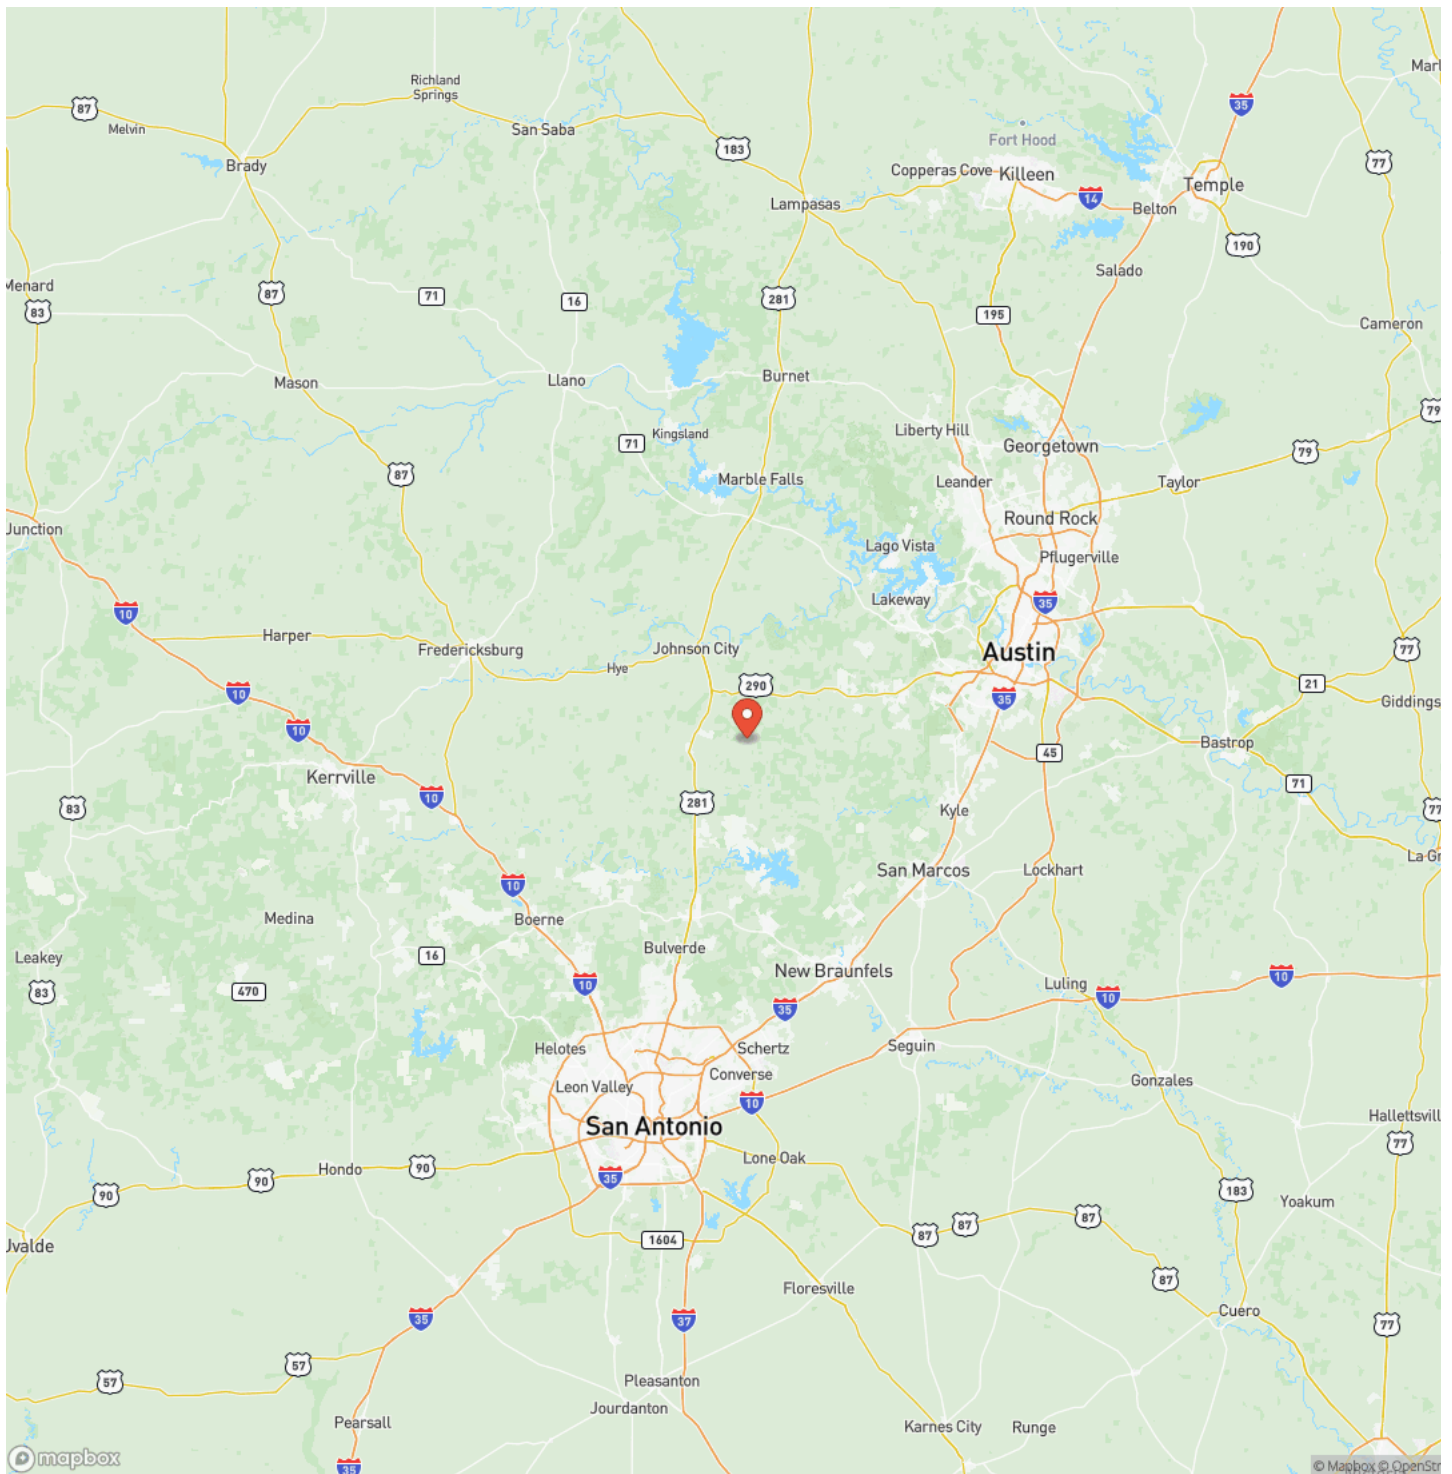 Richland
Springs
Marl
87
Melvin
San Saba
35
183
Fort Hood
77
Brady
Copperas Cove
Killeen
Temple
14
Lampasas
Belton
190
Salado
Menard
87
71
16
281
83
195
Cameron
Mason
Llano
Burnet
79
Kingsland
Liberty Hill
71
Georgetown
79
87
Marble Falls
Leander
Taylor
Round Rock
Junction
Lago Vista
Pflugerville
10
Lakeway
35
Harper
Fredericksburg
Johnson City
Austin
77
Hye
290
21
10
35
Giddings
10
Bastrop
45
Kerrville
71
10
281
83
Kyle
77
La Gr
San Marcos
Lockhart
10
Medina
Boerne
Bulverde
16
Leakey
New Braunfels
10
Luling
10
83
470
10
35
Helotes
Schertz
Seguin
Converse
Leon Valley
Gonzales
10
Hallettsvill
San Antonio
77
Lone Oak
Hondo
90
90
35
90
183
Yoakum
87
87
87
1604
Jvalde
87
Floresville
Cuero
35
37
77
57
57
Pleasanton
Jourdanton
Pearsall
Karnes City
Runge
mapbox
35
© Mapbox © OpenStr